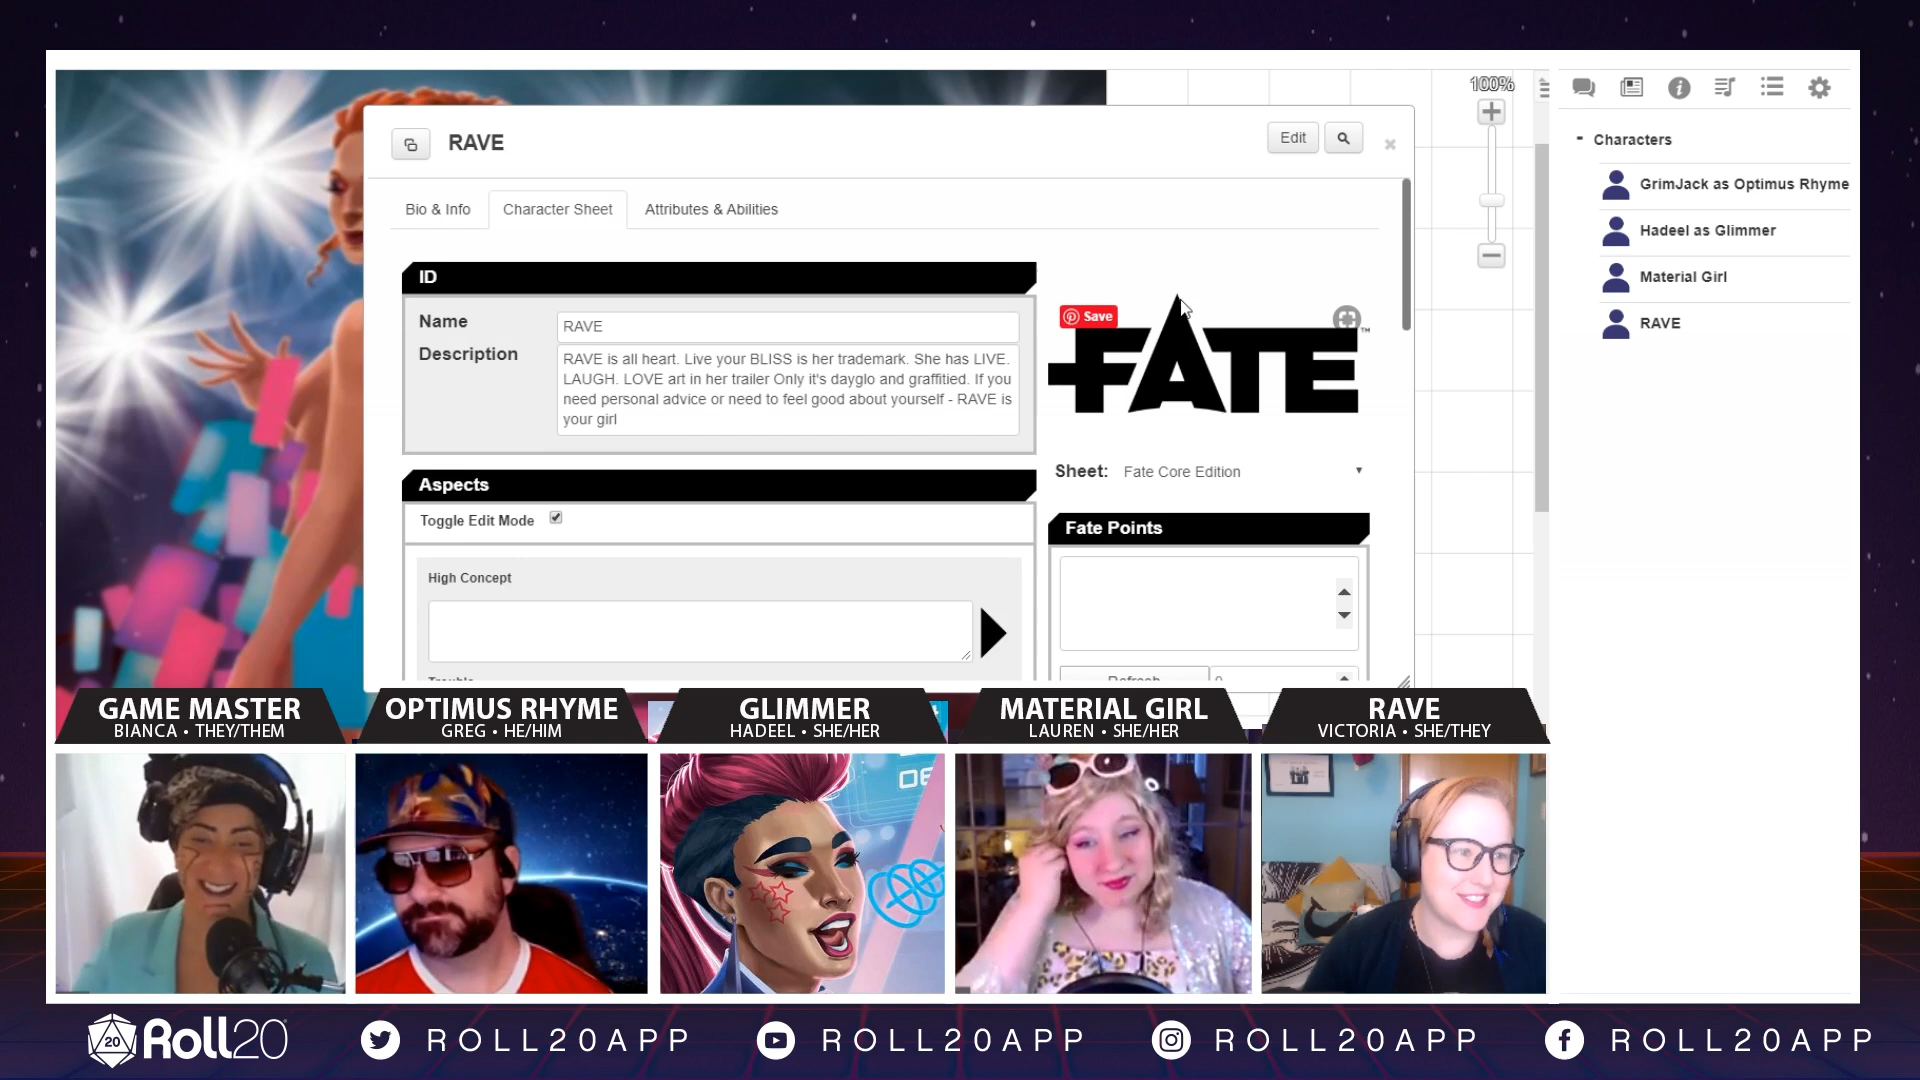 100%
RAVE
Edit
Bio & Info
Character Sheet
Attributes & Abilities
Characters
GrimJack as Optimus Rhyme
Hadeel as Glimmer
Material Girl
RAVE
ID
Name
RAVE
Description
RAVE is all heart. Live your BLISS is her trademark. She has LIVE.
LAUGH. LOVE art in her trailer Only it's dayglo and graffitied. If you
need personal advice or need to feel good about yourself - RAVE is
your girl
Save
FATE™
Sheet: Fate Core Edition
Aspects
Toggle Edit Mode
High Concept
Trouble
Fate Points
Refresh 0
GAME MASTER
BIANCA • THEY/THEM
OPTIMUS RHYME
GREG • HE/HIM
GLIMMER
HADEEL • SHE/HER
MATERIAL GIRL
LAUREN • SHE/HER
RAVE
VICTORIA • SHE/THEY
20 Roll20
ROLL20APP
ROLL20APP
ROLL20APP
ROLL20APP